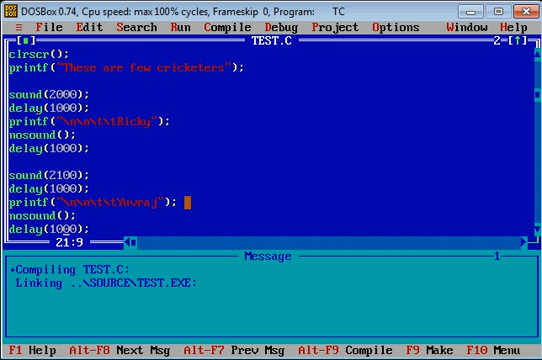 DOSBox 0.74, Cpu speed: max 100% cycles, Frameskip 0, Program: TC
≡ File Edit Search Run Compile Debug Project Options Window Help
[■] TEST.C 2=[↑]
clrscr();
printf("These are few cricketers");
sound(2000);
delay(1000);
printf("\n\n\t\tRicky");
nosound();
delay(1000);
sound(2100);
delay(1000);
printf("\n\n\t\tYuvraj");
nosound();
delay(1000);
21:9
Message 1
•Compiling TEST.C:
Linking ..\SOURCE\TEST.EXE:
F1 Help Alt-F8 Next Msg Alt-F7 Prev Msg Alt-F9 Compile F9 Make F10 Menu